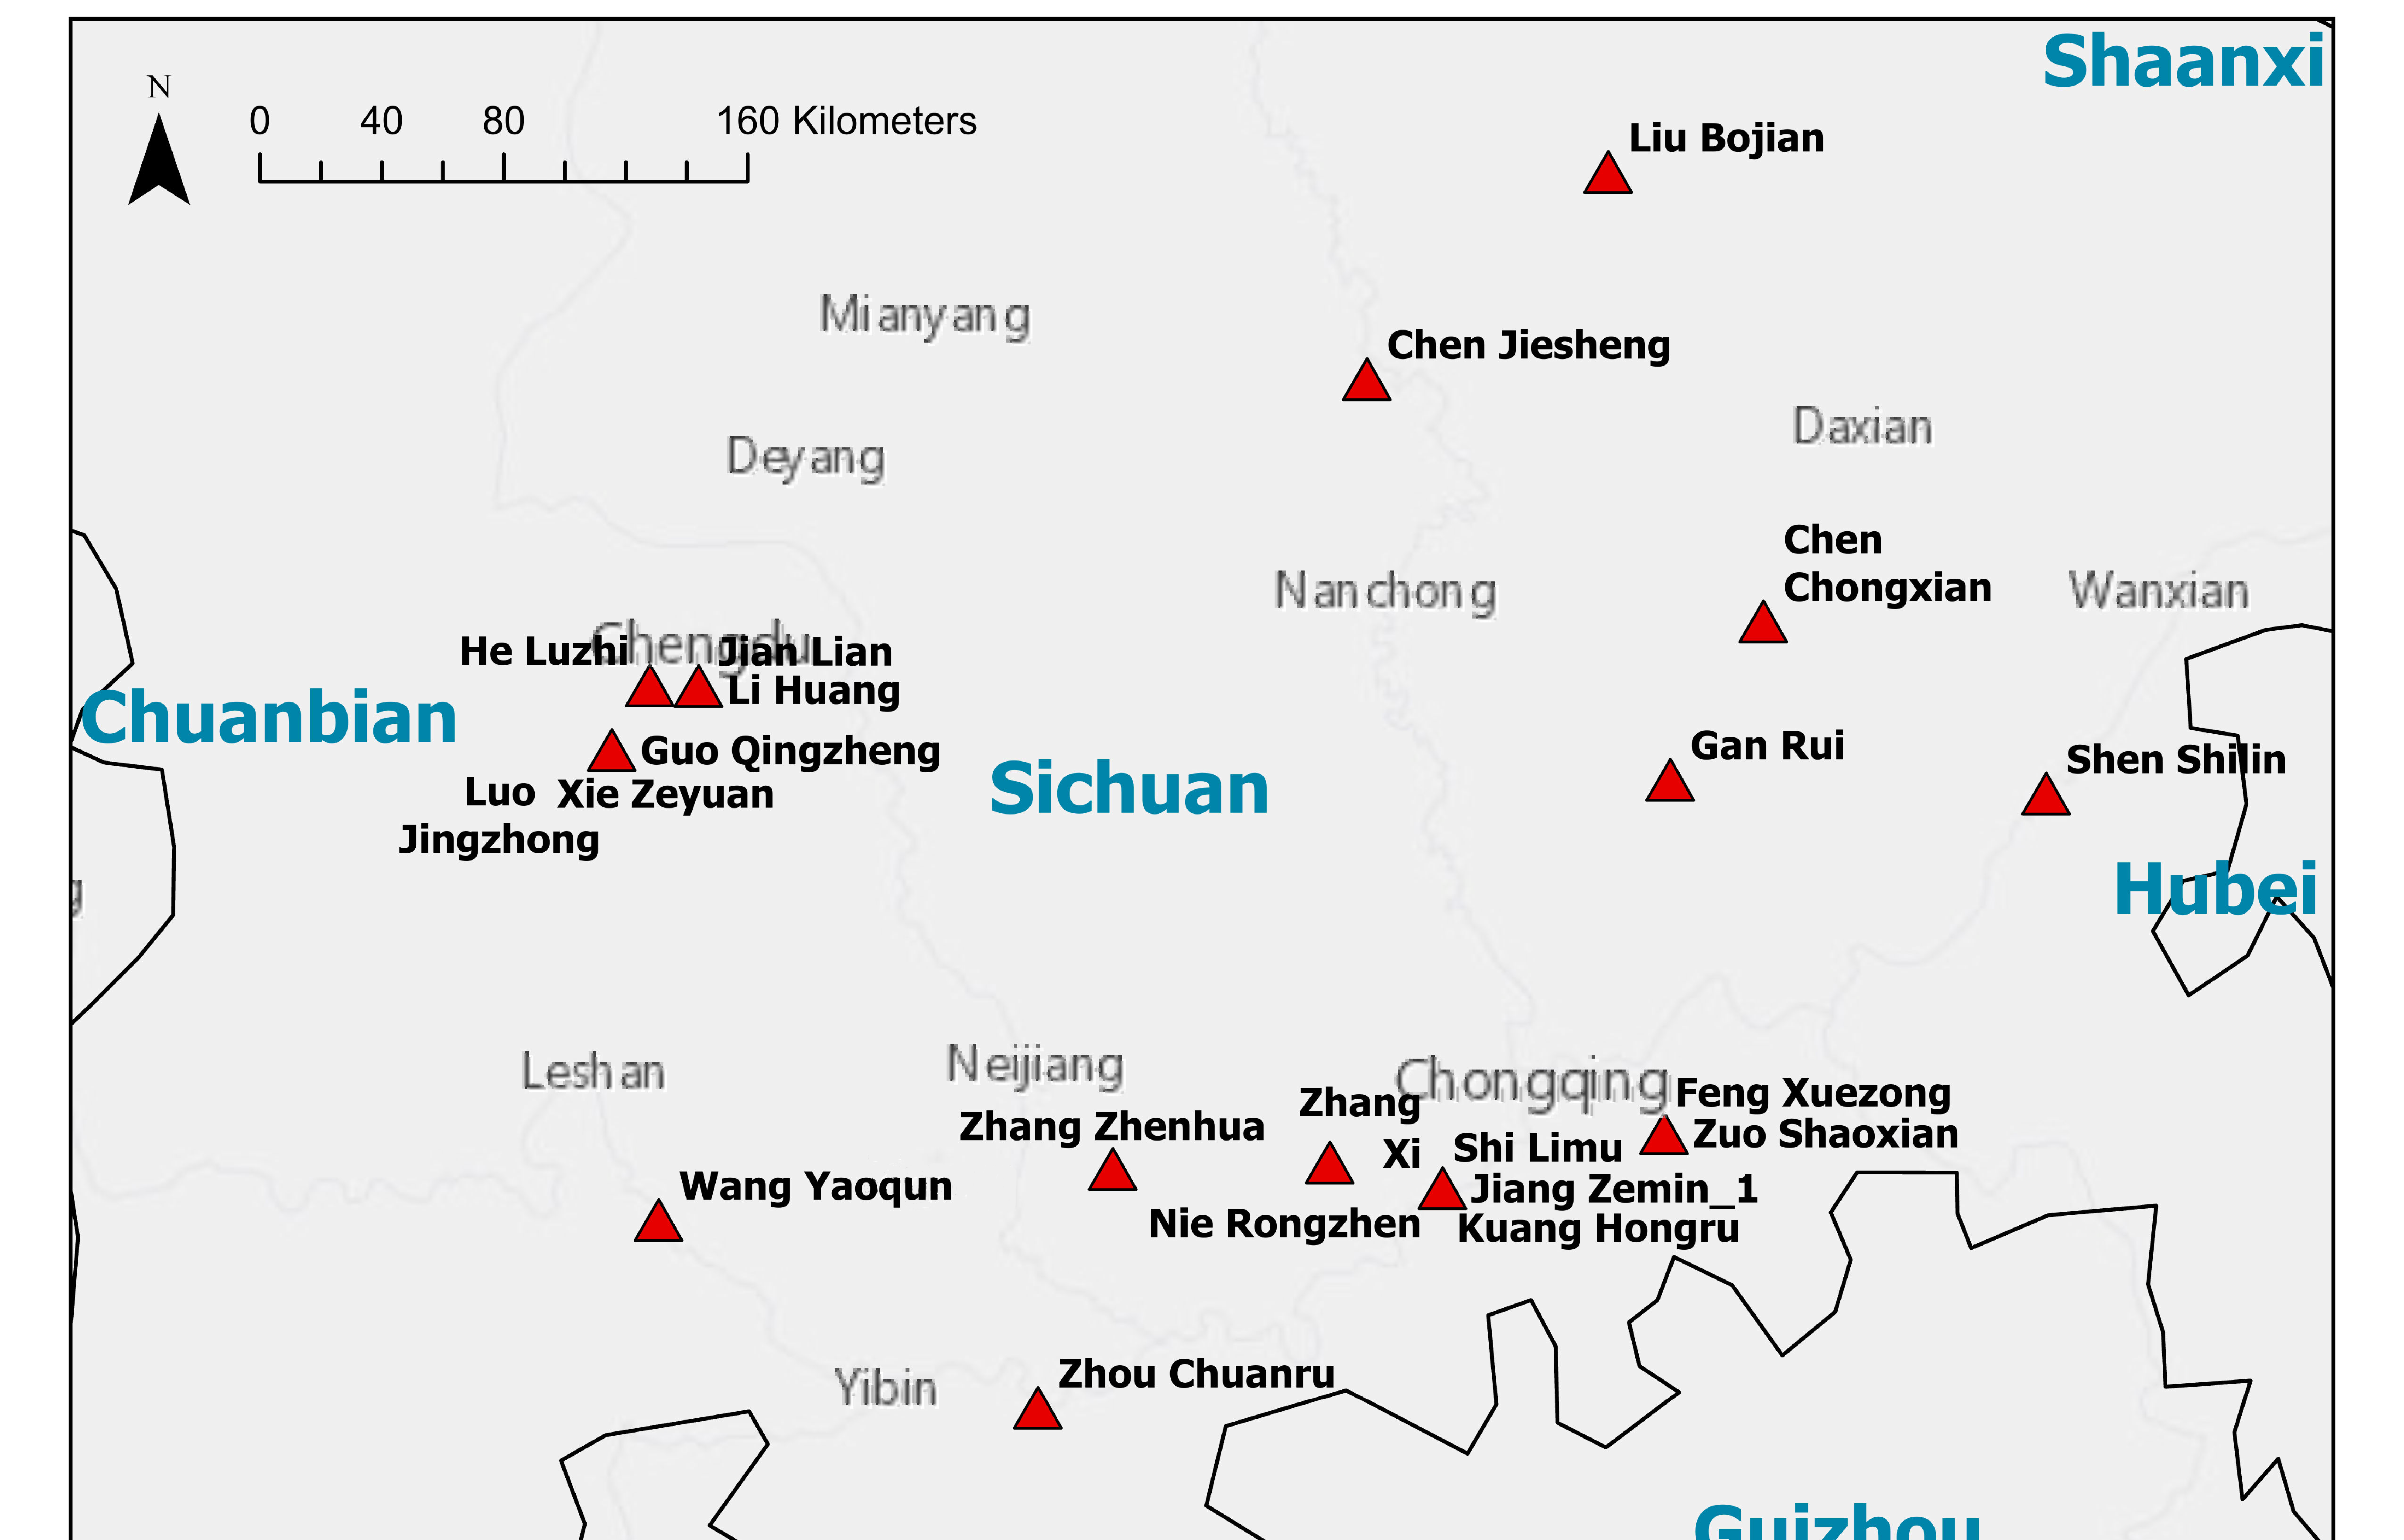 Shaanxi
N
0 40 80 160 Kilometers
Liu Bojian
Mianyang
Chen Jiesheng
Daxian
Deyang
Chen
Chongxian
Nanchong
Wanxian
Chengdu
He Luzhi
Jian Lian
Li Huang
Chuanbian
Guo Qingzheng
Gan Rui
Shen Shilin
Sichuan
Luo
Jingzhong
Xie Zeyuan
g
Hubei
Leshan
Neijiang
Chongqing
Zhang Zhenhua
Zhang
Xi
Feng Xuezong
Zuo Shaoxian
Shi Limu
Jiang Zemin_1
Kuang Hongru
Wang Yaoqun
Nie Rongzhen
Yibin
Zhou Chuanru
Guizhou